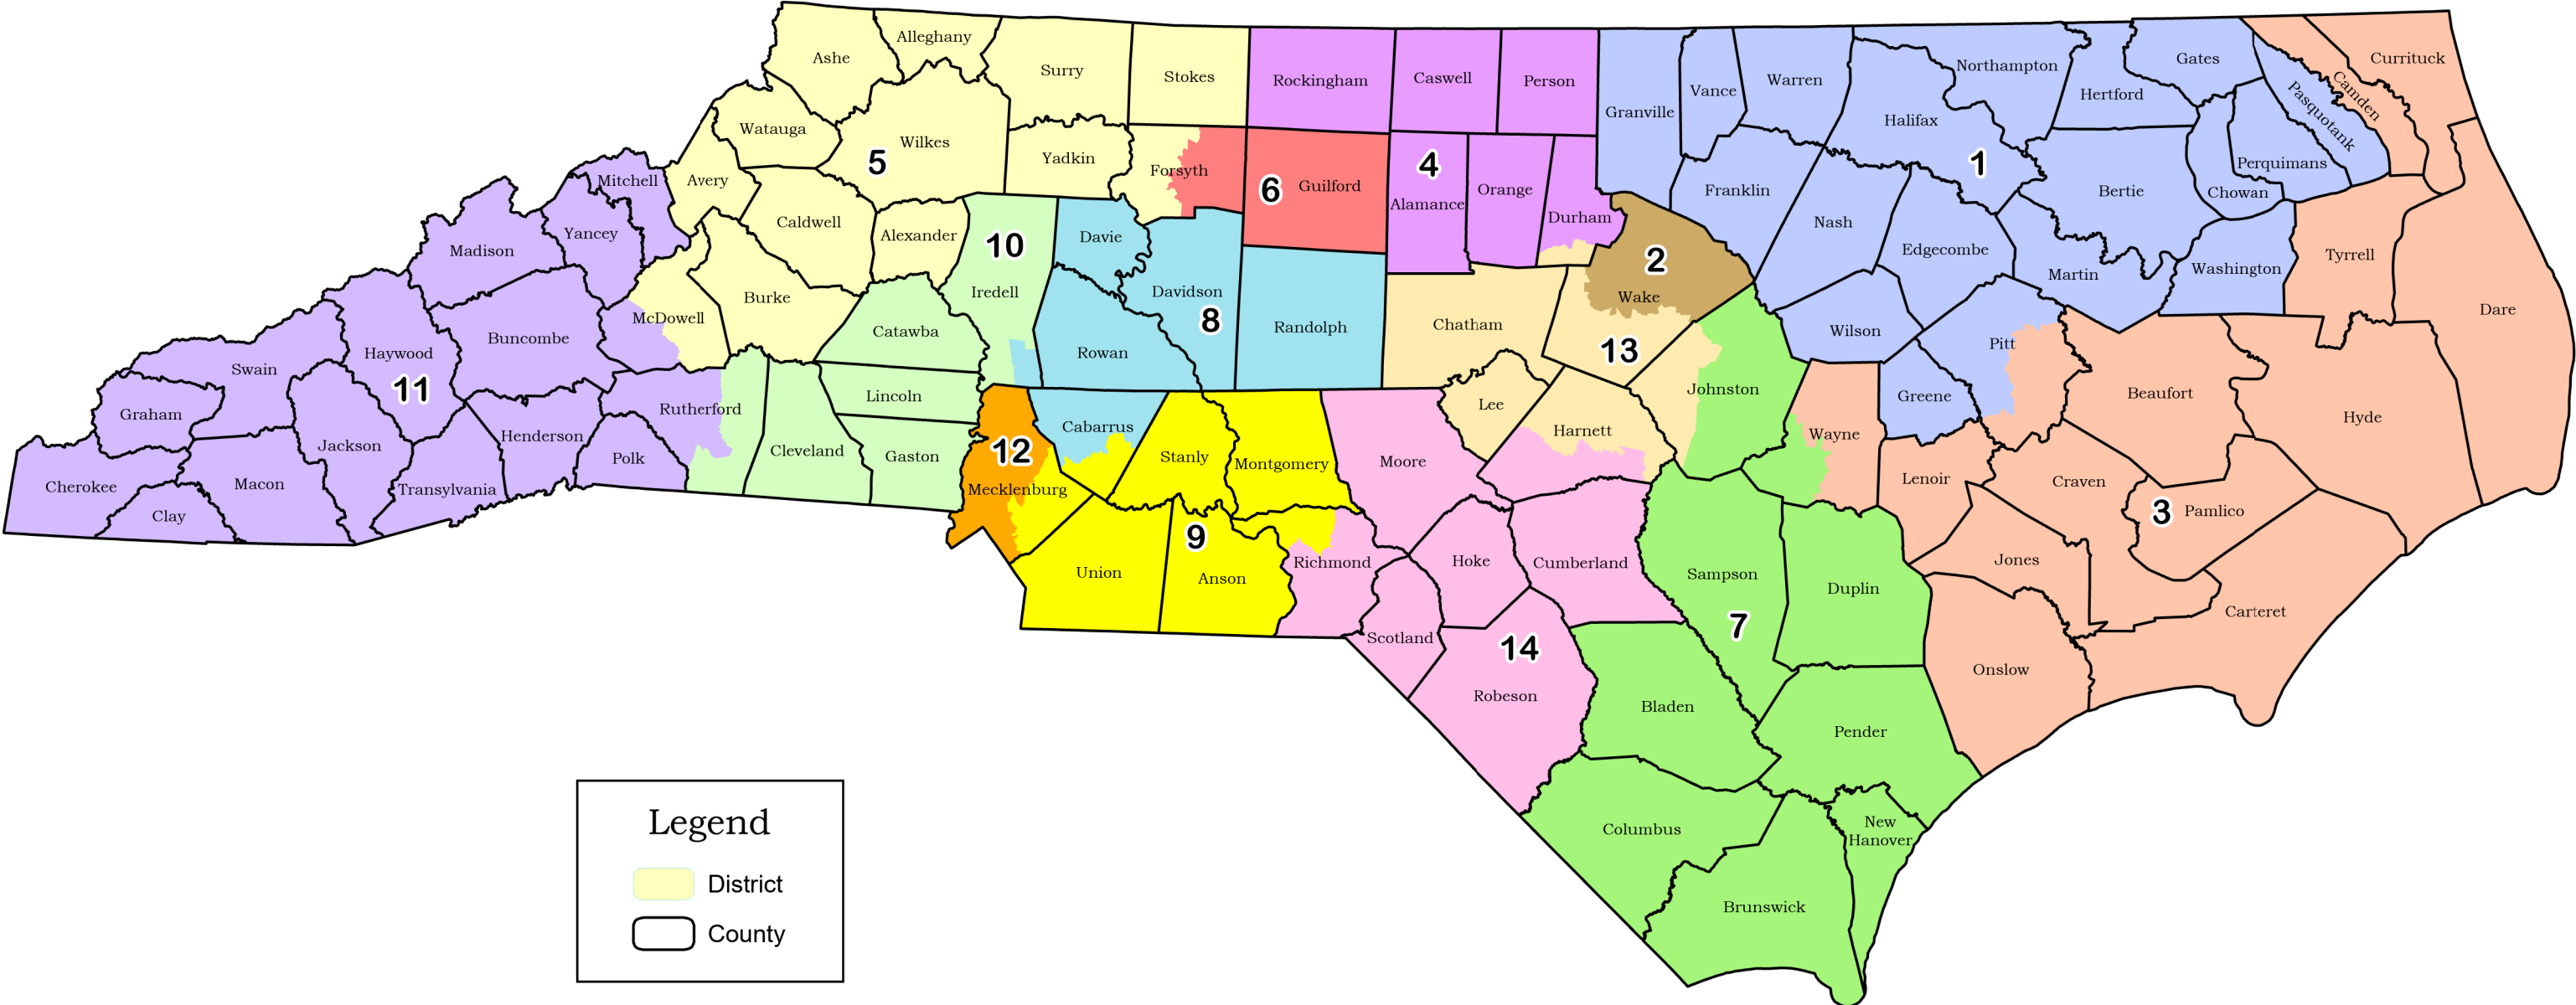 Ashe
Alleghany
Surry
Stokes
Rockingham
Caswell
Person
Granville
Vance
Warren
Northampton
Halifax
Hertford
Gates
Pasquotank
Camden
Currituck
Watauga
Wilkes
5
Yadkin
Forsyth
6
Guilford
4
Alamance
Orange
Durham
Franklin
Nash
1
Edgecombe
Bertie
Perquimans
Chowan
Martin
Washington
Tyrrell
Dare
Mitchell
Avery
Caldwell
Alexander
10
Iredell
Davie
Davidson
8
Randolph
Chatham
2
Wake
13
Wilson
Pitt
Madison
Yancey
Burke
McDowell
Buncombe
Haywood
11
Swain
Graham
Catawba
Rowan
Lincoln
Rutherford
Cleveland
Gaston
12
Mecklenburg
Cabarrus
Stanly
Montgomery
Moore
Lee
Harnett
Johnston
Wayne
Greene
Beaufort
Hyde
Cherokee
Clay
Macon
Jackson
Transylvania
Henderson
Polk
9
Union
Anson
Richmond
Scotland
Hoke
Cumberland
Sampson
7
Duplin
Lenoir
Craven
3
Pamlico
Jones
Carteret
Onslow
14
Robeson
Bladen
Pender
Columbus
New
Hanover
Brunswick
Legend
District
County